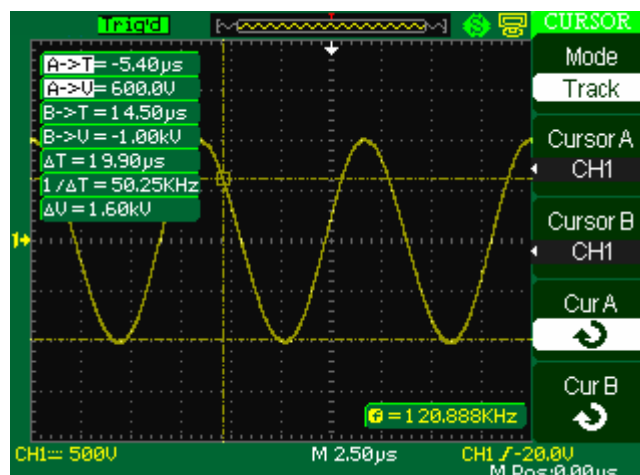 Trig'd
CURSOR
A->T= -5.40µs
A->V= 600.0V
B->T=14.50µs
B->V= -1.00kV
ΔT=19.90µs
1/ΔT=50.25KHz
ΔV=1.60kV
1
Mode
Track
Cursor A
CH1
Cursor B
CH1
Cur A
Cur B
f=120.888KHz
CH1 500V
M 2.50µs
CH1 -20.0V
M Pos:0.00µs